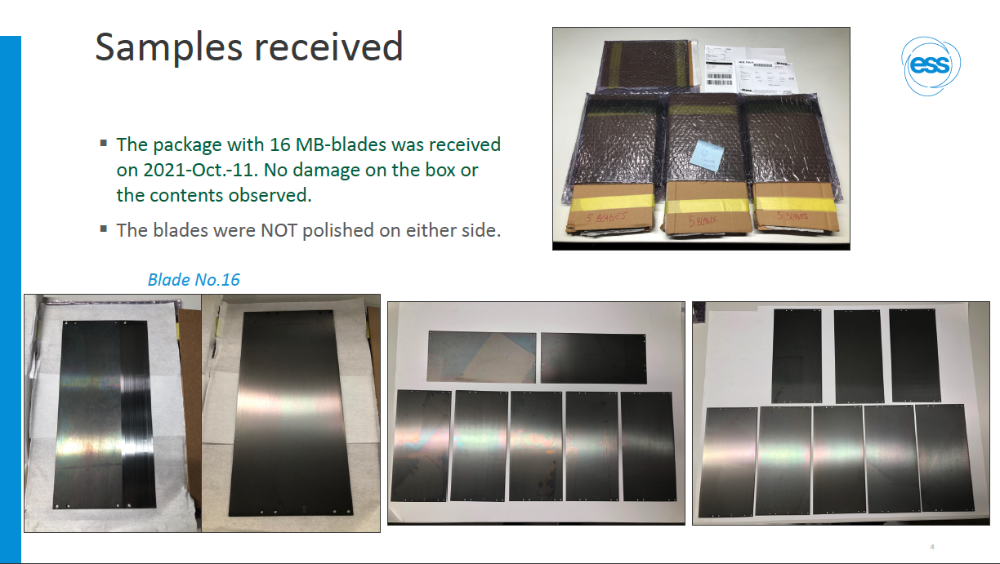 Samples received
ess
▪ The package with 16 MB-blades was received
on 2021-Oct.-11. No damage on the box or
the contents observed.
▪ The blades were NOT polished on either side.
5 BLADES
5 BLADES
5 BLADES
Blade No.16
4